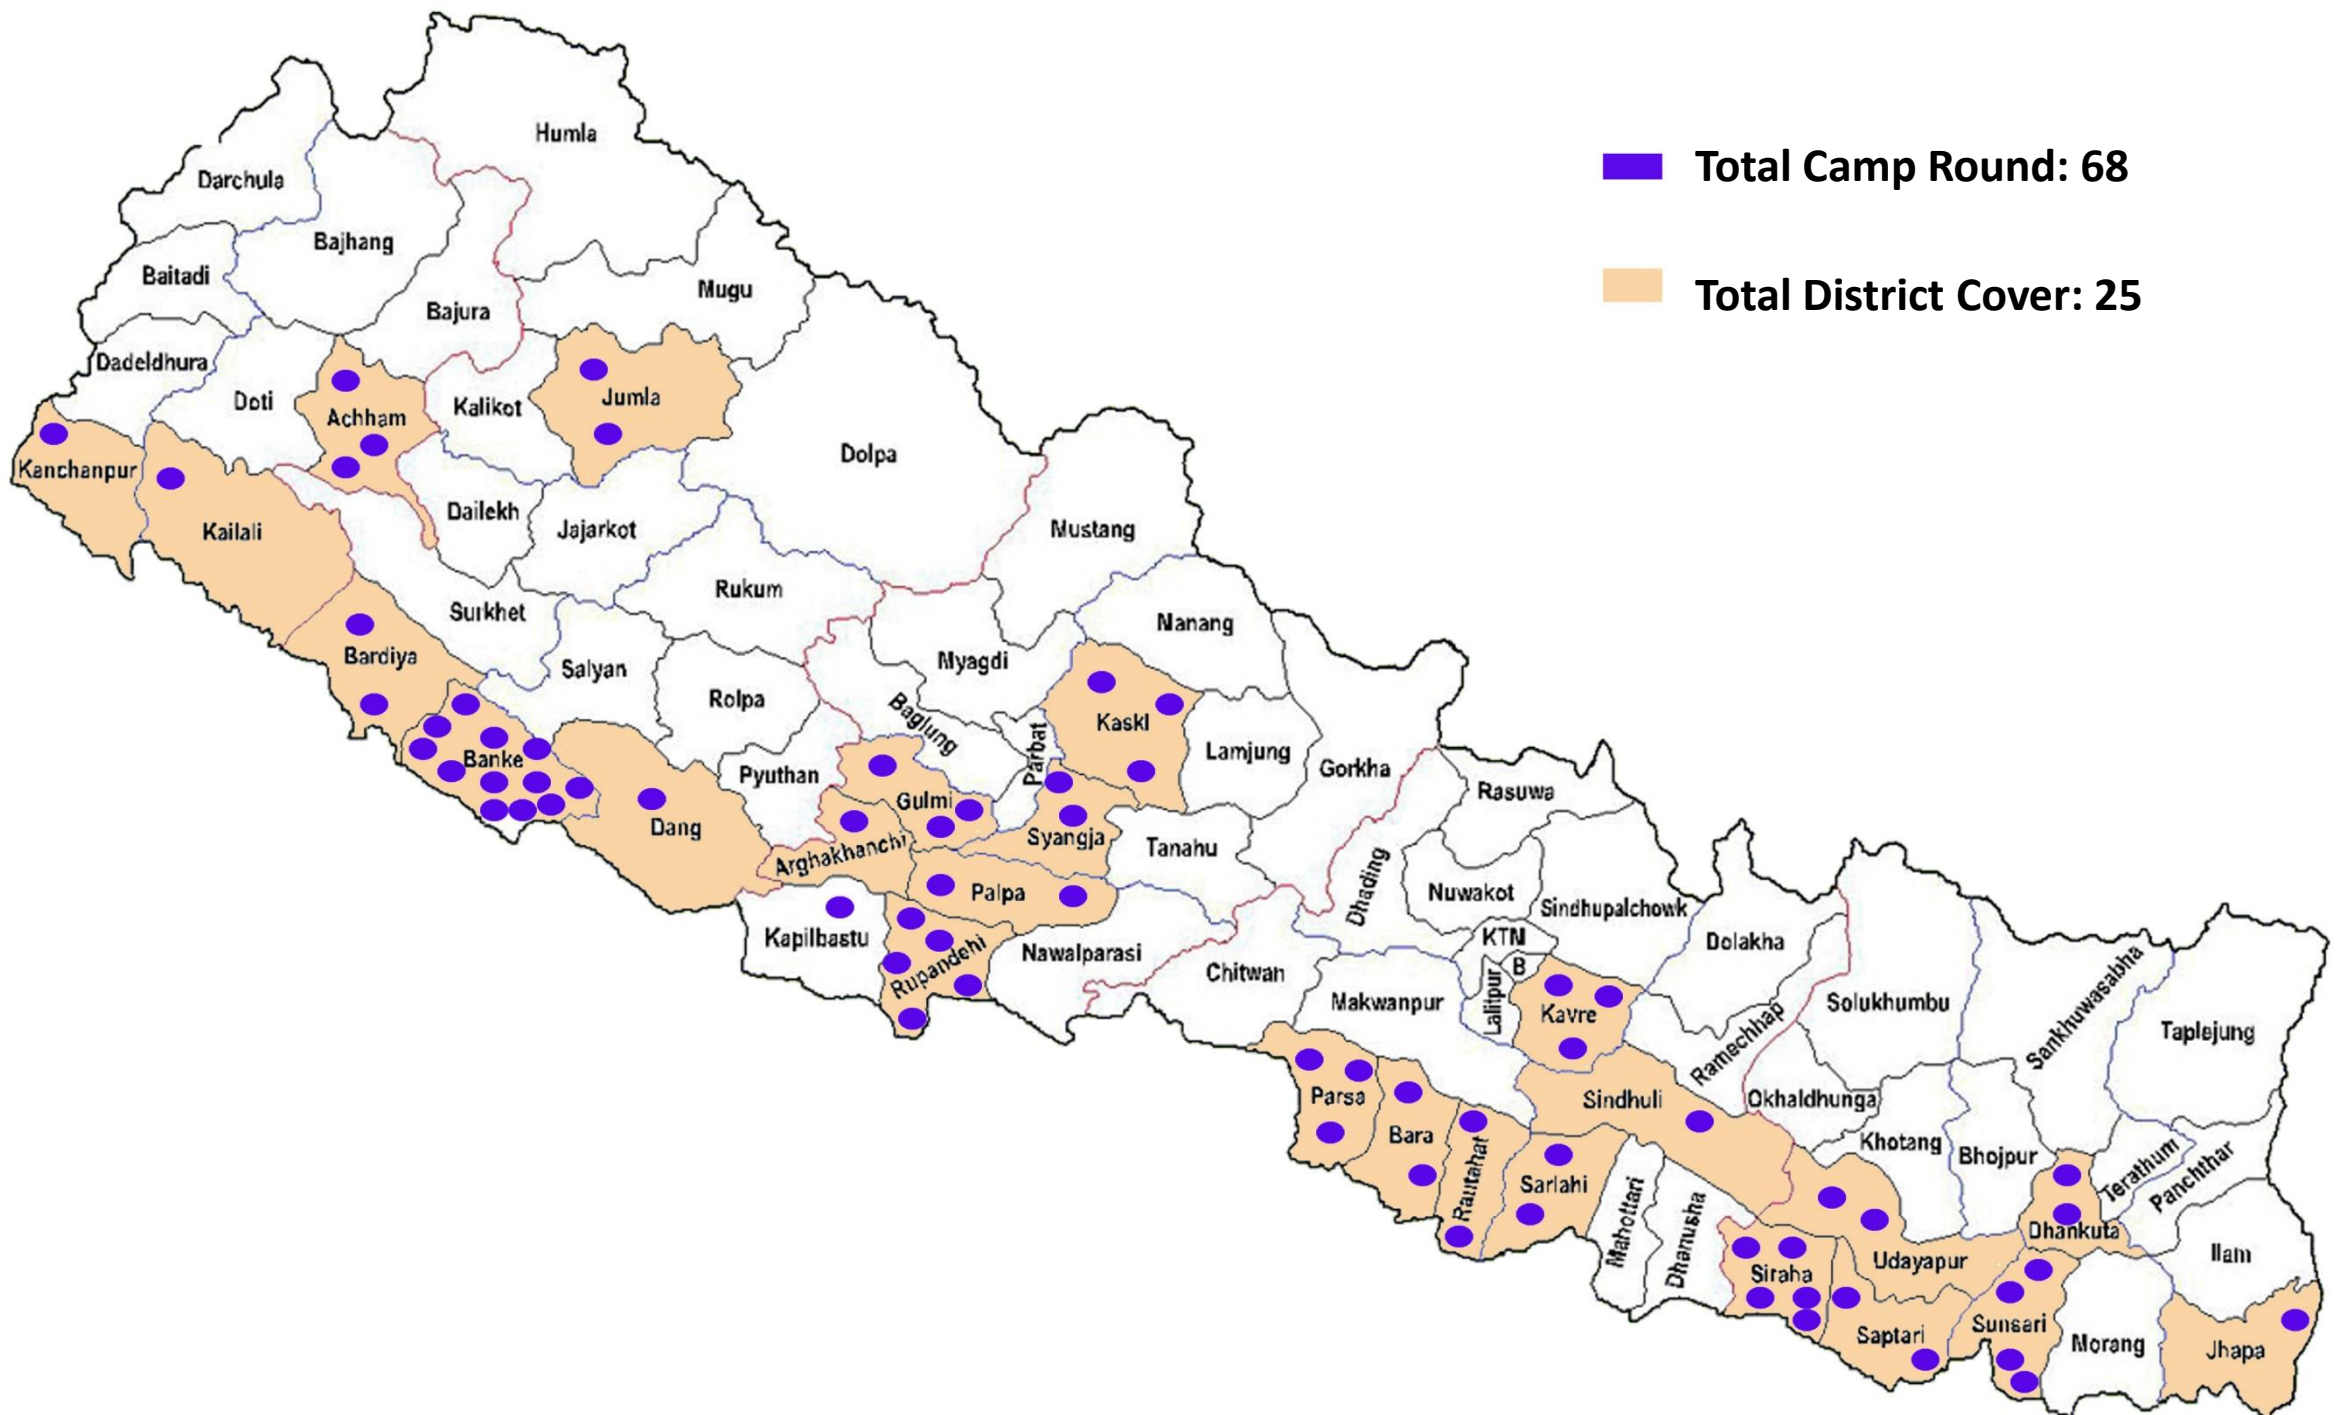 Total Camp Round: 68
Total District Cover: 25
Humla
Darchula
Bajhang
Baitadi
Mugu
Bajura
Dadeldhura
Doti
Achham
Kalikot
Jumla
Kanchanpur
Dolpa
Kailali
Dailekh
Jajarkot
Mustang
Surkhet
Rukum
Nanang
Bardiya
Salyan
Myagdi
Rolpa
Baglung
Parbat
Kaski
Lamjung
Gorkha
Banke
Pyuthan
Gulmi
Dang
Arghakhanchi
Syangja
Tanahu
Rasuwa
Dhading
Nuwakot
Sindhupalchowk
Palpa
Kapilbastu
Rupandehi
Nawalparasi
Chitwan
KTM
B
Lalitpur
Makwanpur
Kavre
Dolakha
Ramechhap
Solukhumbu
Sankhuwasabha
Taplejung
Parsa
Bara
Rautahat
Sindhuli
Okhaldhunga
Sarlahi
Mahottari
Dhanusha
Khotang
Bhojpur
Terathum
Panchthar
Dhankuta
Siraha
Udayapur
Ilam
Saptari
Sunsari
Morang
Jhapa